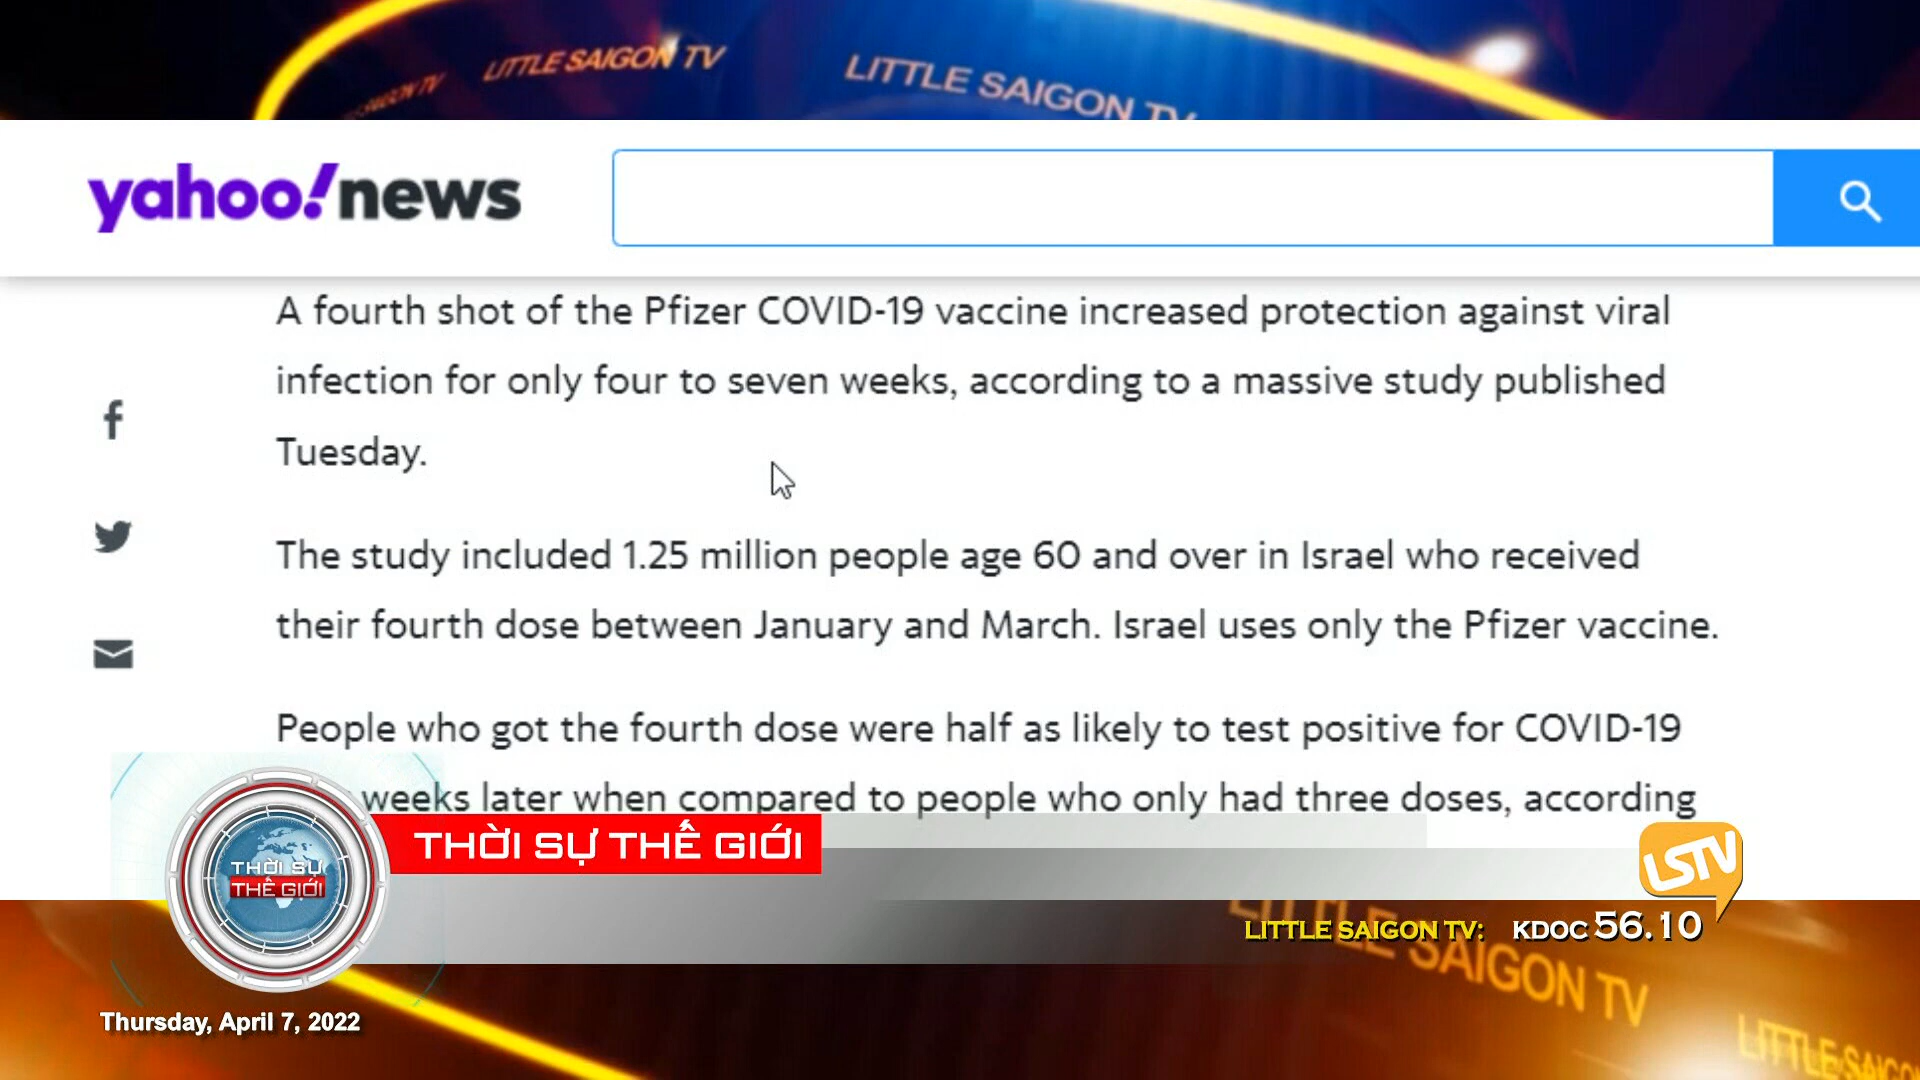 LITTLE SAIGON TV
LITTLE SAIGON TV
yahoo!news
A fourth shot of the Pfizer COVID-19 vaccine increased protection against viral
infection for only four to seven weeks, according to a massive study published
Tuesday.
The study included 1.25 million people age 60 and over in Israel who received
their fourth dose between January and March. Israel uses only the Pfizer vaccine.
People who got the fourth dose were half as likely to test positive for COVID-19
weeks later when compared to people who only had three doses, according
THỜI SỰ THẾ GIỚI
THỜI SỰ
THẾ GIỚI
LSTV
LITTLE SAIGON TV: KDOC 56.10
LITTLE SAIGON TV
LITTLE SAIGON
Thursday, April 7, 2022